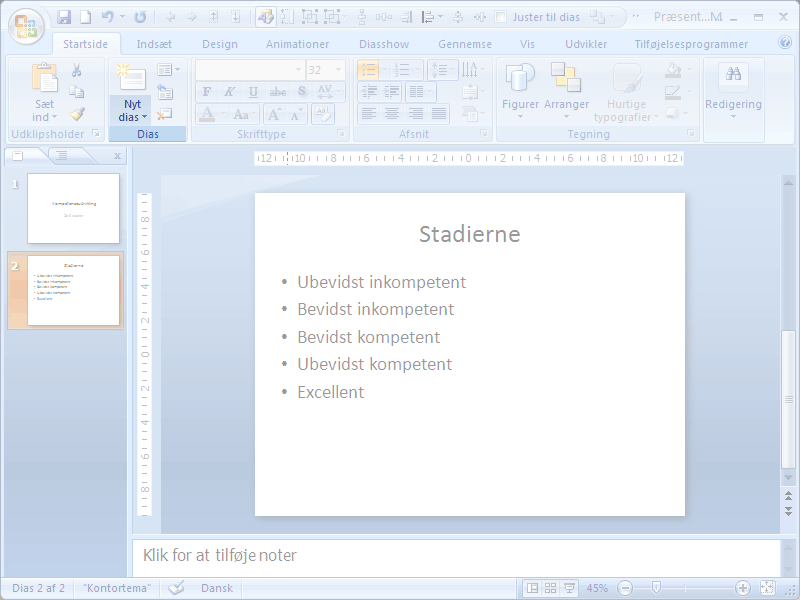 Juster til dias
Præsent...M...
Startside Indsæt Design Animationer Diasshow Gennemse Vis Udvikler Tilføjelsesprogrammer
Sæt ind
Udklipsholder
Nyt dias
Dias
32
F K U abe S AV
A Aa A A
Skrifttype
Afsnit
Figurer Arranger Hurtige typografier
Tegning
Redigering
12 10 8 6 4 2 0 2 4 6 8 10 12
8 6 4 2 0 2 4 6 8
1
2
Stadierne
Ubevidst inkompetent
Bevidst inkompetent
Bevidst kompetent
Ubevidst kompetent
Excellent
Stadierne
• Ubevidst inkompetent
• Bevidst inkompetent
• Bevidst kompetent
• Ubevidst kompetent
• Excellent
Klik for at tilføje noter
Dias 2 af 2 "Kontortema" Dansk 45%